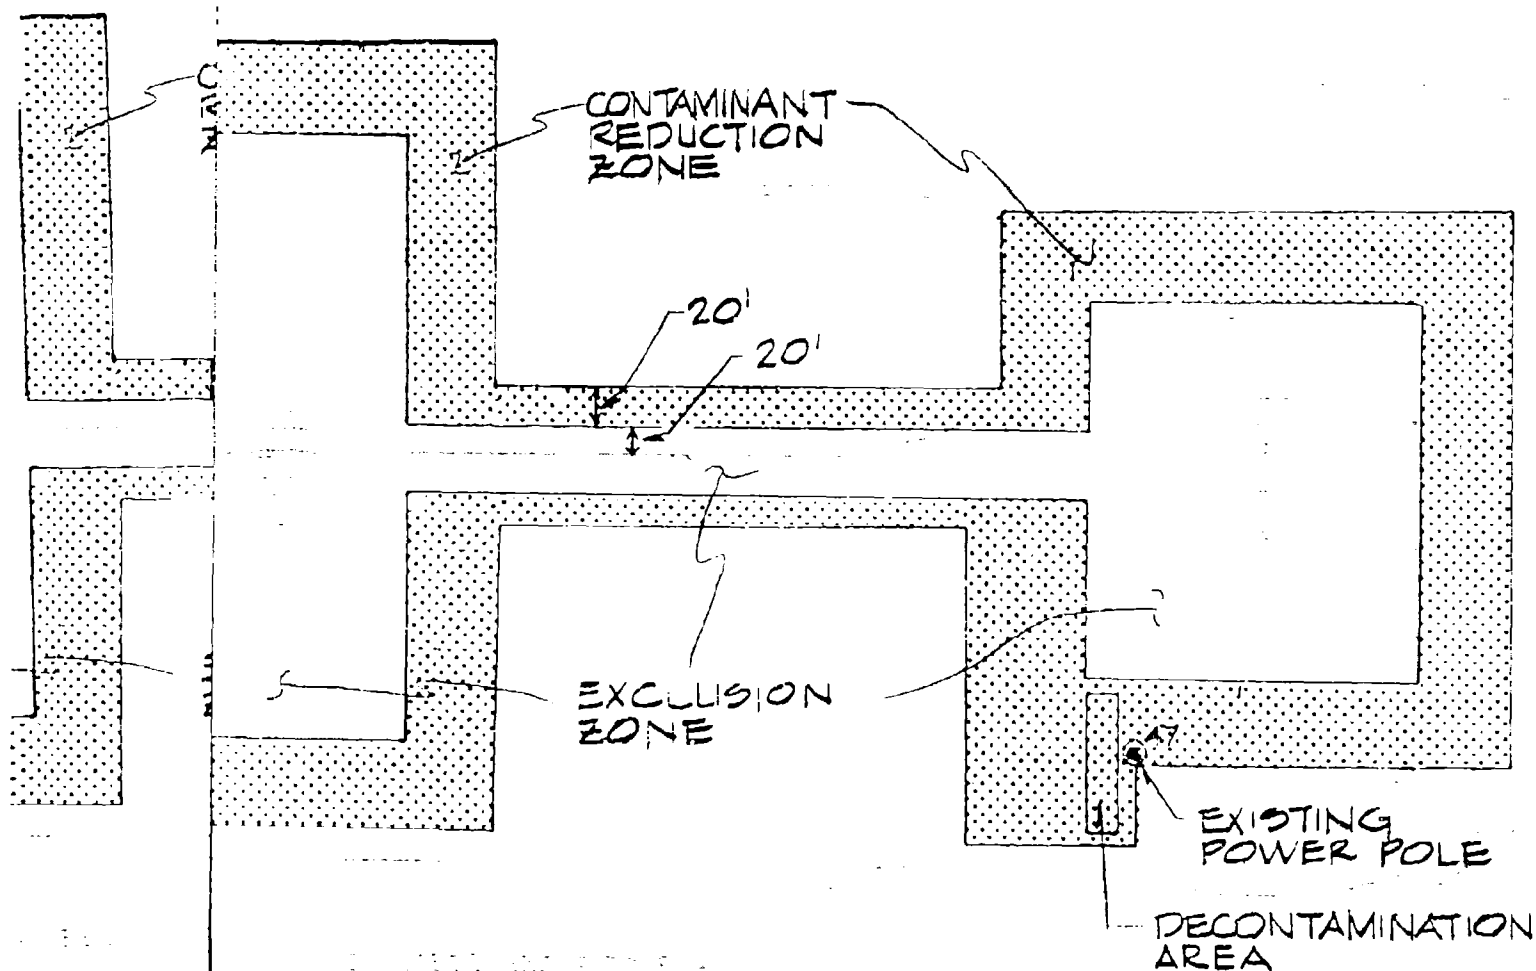 CONTAMINANT
REDUCTION
ZONE
20'
20'
EXCLUSION
ZONE
EXISTING
POWER POLE
DECONTAMINATION
AREA